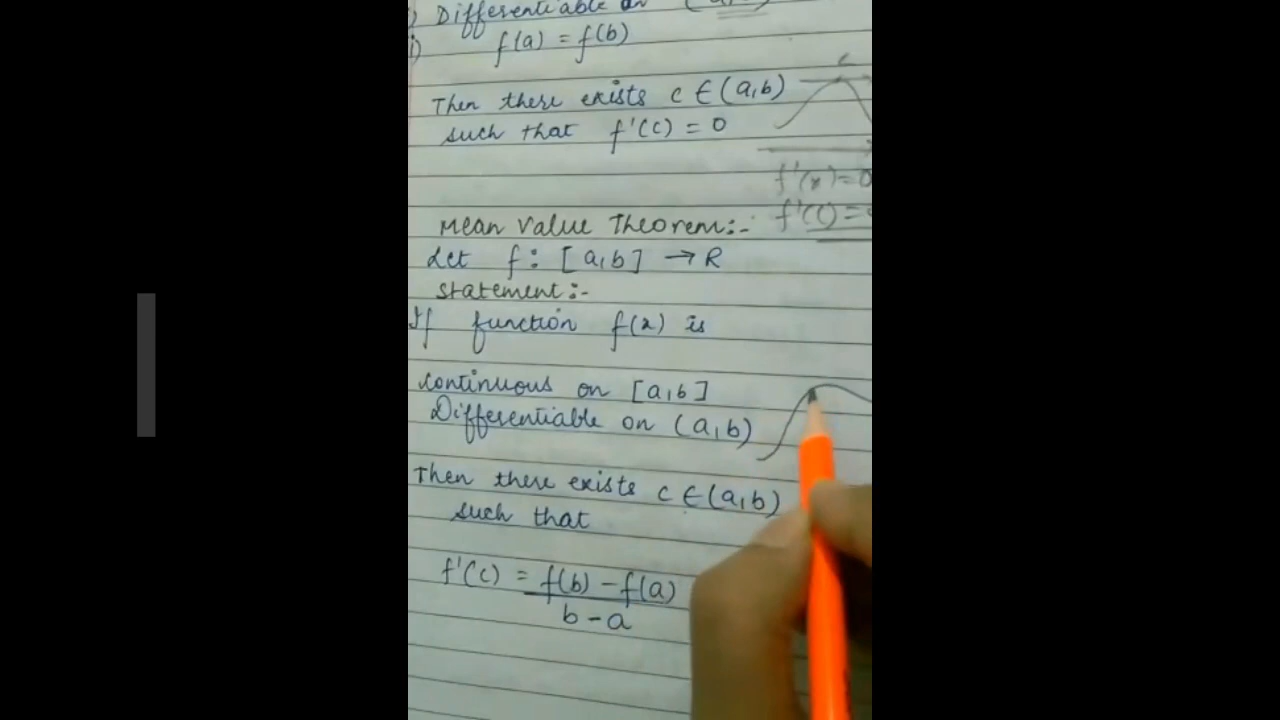 Differentiable on (a,b)
f(a) = f(b)
Then there exists c ∈ (a,b)
such that f'(c) = 0
c
f'(x)=0
f'(c)=
Mean Value Theorem:-
Let f: [a,b] → R
Statement:-
If function f(x) is
continuous on [a,b]
Differentiable on (a,b)
Then there exists c ∈ (a,b)
such that
f'(c) = f(b) - f(a)
b - a